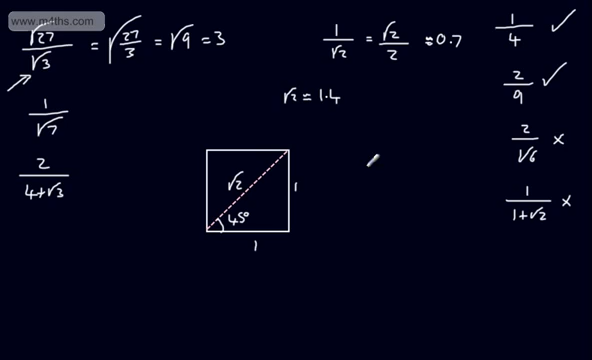 www.m4ths.com
√27/√3 = √27/3 = √9 = 3
1/√7
2/4+√3
1/√2 = √2/2 ≈ 0.7
√2 ≈ 1.4
√2
45°
1
1
1/4 ✓
2/9 ✓
2/√6 ×
1/1+√2 ×